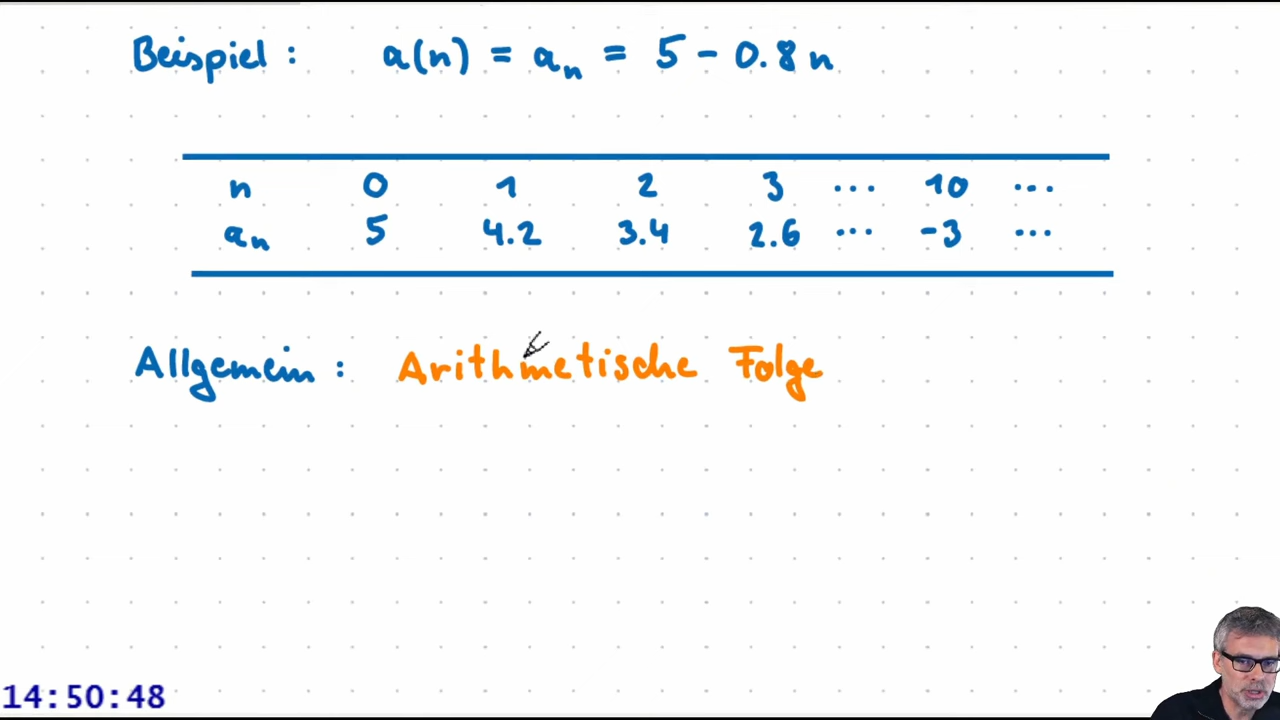 Beispiel : a(n) = aₙ = 5 - 0.8n
n 0 1 2 3 ... 10 ...
aₙ 5 4.2 3.4 2.6 ... -3 ...
Allgemein : Arithmetische Folge
14:50:48